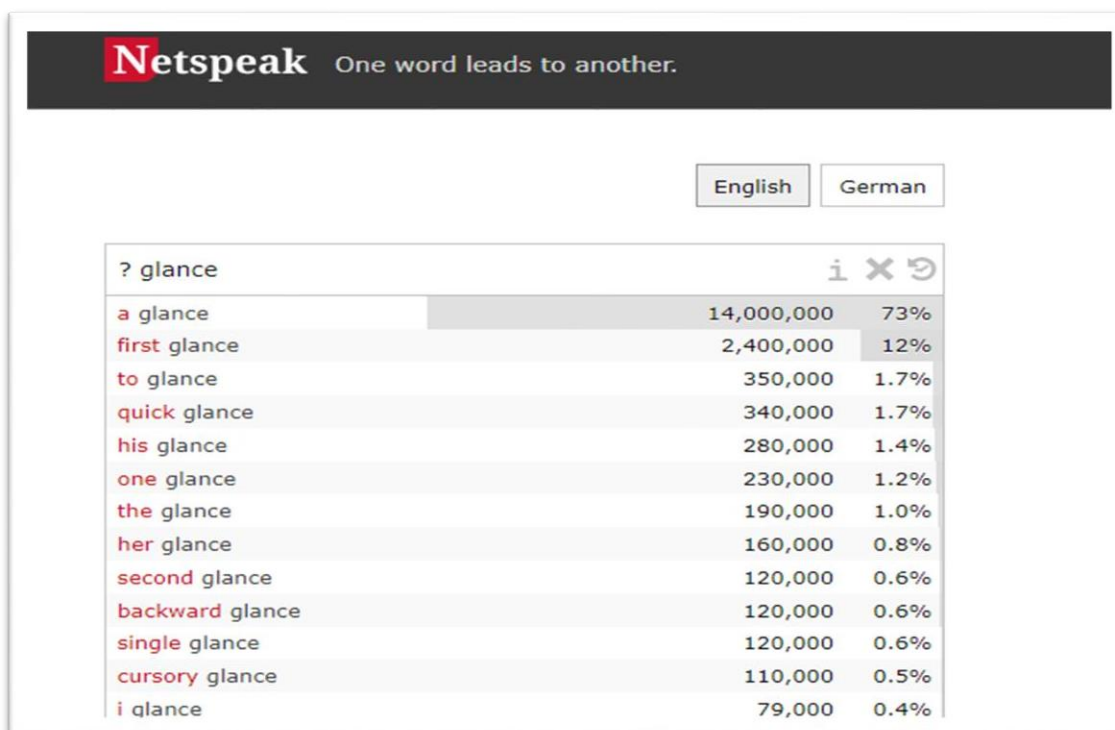 Netspeak One word leads to another.
English German
? glance i
a glance 14,000,000 73%
first glance 2,400,000 12%
to glance 350,000 1.7%
quick glance 340,000 1.7%
his glance 280,000 1.4%
one glance 230,000 1.2%
the glance 190,000 1.0%
her glance 160,000 0.8%
second glance 120,000 0.6%
backward glance 120,000 0.6%
single glance 120,000 0.6%
cursory glance 110,000 0.5%
i glance 79,000 0.4%